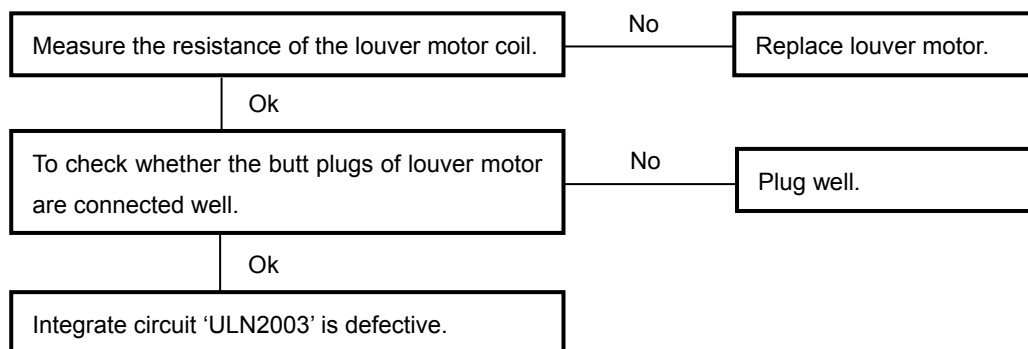 Measure the resistance of the louver motor coil.
No
Replace louver motor.
Ok
To check whether the butt plugs of louver motor
are connected well.
No
Plug well.
Ok
Integrate circuit ‘ULN2003’ is defective.